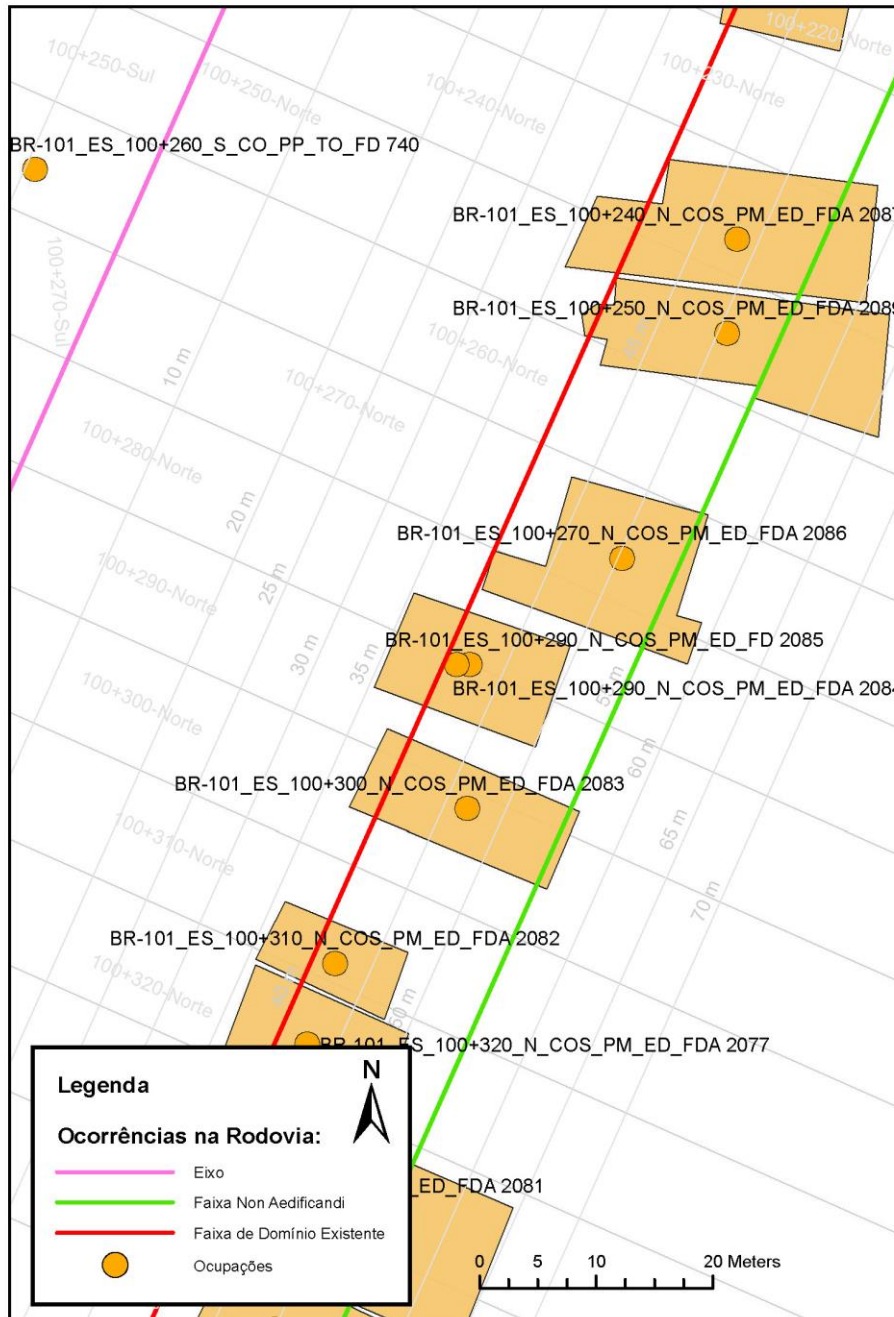 100+220-Norte
100+250-Sul
100+250-Norte
100+240-Norte
100+230-Norte
BR-101_ES_100+260_S_CO_PP_TO_FD 740
BR-101_ES_100+240_N_COS_PM_ED_FDA 2087
100+270-Sul
BR-101_ES_100+250_N_COS_PM_ED_FDA 2089
45 m
10 m
100+260-Norte
100+270-Norte
100+280-Norte
20 m
BR-101_ES_100+270_N_COS_PM_ED_FDA 2086
100+290-Norte
25 m
30 m
35 m
BR-101_ES_100+290_N_COS_PM_ED_FD 2085
BR-101_ES_100+290_N_COS_PM_ED_FDA 2084
100+300-Norte
60 m
BR-101_ES_100+300_N_COS_PM_ED_FDA 2083
65 m
100+310-Norte
70 m
BR-101_ES_100+310_N_COS_PM_ED_FDA 2082
100+320-Norte
50 m
BR-101_ES_100+320_N_COS_PM_ED_FDA 2077
N
Legenda
Ocorrências na Rodovia:
Eixo
Faixa Non Aedificandi
Faixa de Domínio Existente
Ocupações
ED_FDA 2081
0 5 10 20 Meters